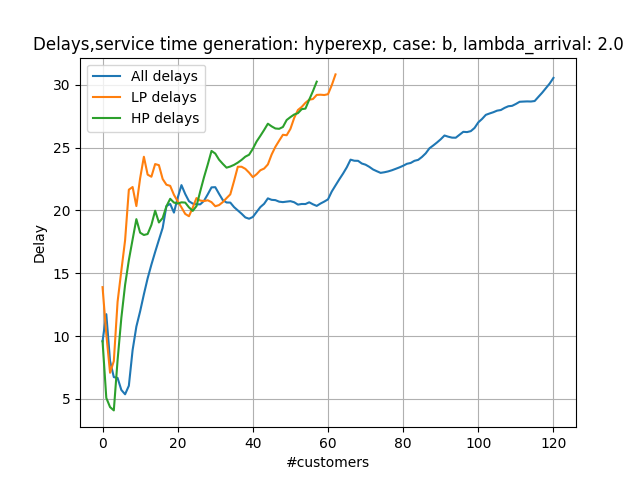 Delays,service time generation: hyperexp, case: b, lambda_arrival: 2.0
All delays
LP delays
HP delays
30
25
20
15
10
5
Delay
0 20 40 60 80 100 120
#customers